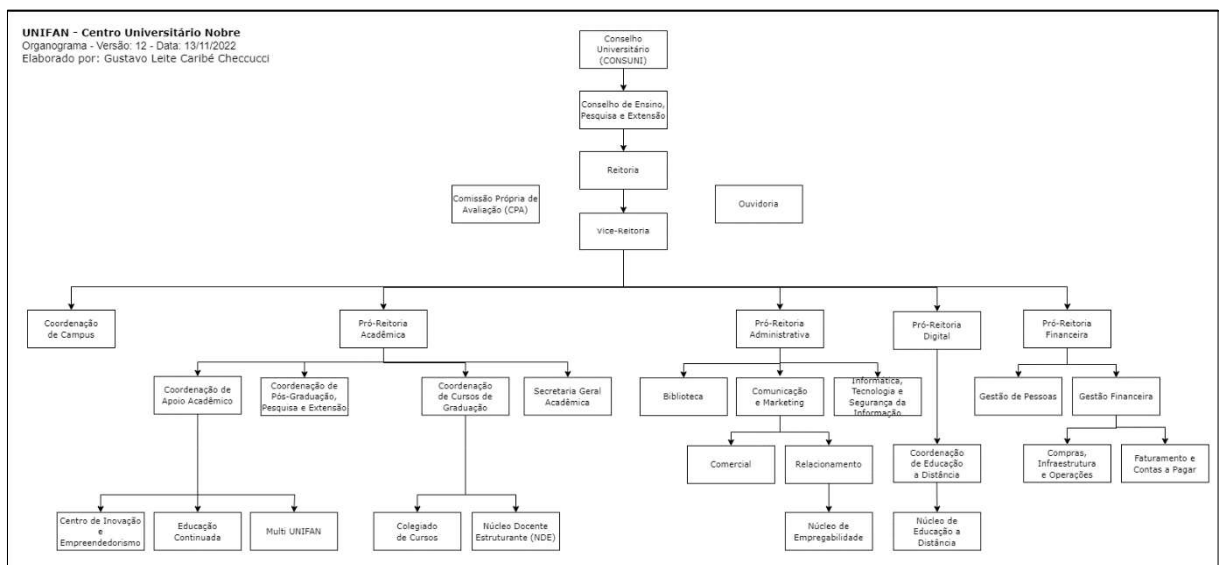 UNIFAN - Centro Universitário Nobre
Organograma - Versão: 12 - Data: 13/11/2022
Elaborado por: Gustavo Leite Caribé Checcucci
Conselho
Universitário
(CONSUNI)
Conselho de Ensino,
Pesquisa e Extensão
Reitoria
Comissão Própria de
Avaliação (CPA)
Ouvidoria
Vice-Reitoria
Coordenação
de Campus
Pró-Reitoria
Acadêmica
Pró-Reitoria
Administrativa
Pró-Reitoria
Digital
Pró-Reitoria
Financeira
Coordenação de
Apoio Acadêmico
Coordenação de
Pós-Graduação,
Pesquisa e Extensão
Coordenação
de Cursos de
Graduação
Secretaria Geral
Acadêmica
Biblioteca
Comunicação
e Marketing
Informática,
Tecnologia e
Segurança da
Informação
Gestão de Pessoas
Gestão Financeira
Comercial
Relacionamento
Coordenação
de Educação
a Distância
Compras,
Infraestrutura
e Operações
Faturamento e
Contas a Pagar
Centro de Inovação
e
Empreendedorismo
Educação
Continuada
Multi UNIFAN
Colegiado
de Cursos
Núcleo Docente
Estruturante (NDE)
Núcleo de
Empregabilidade
Núcleo de
Educação a
Distância